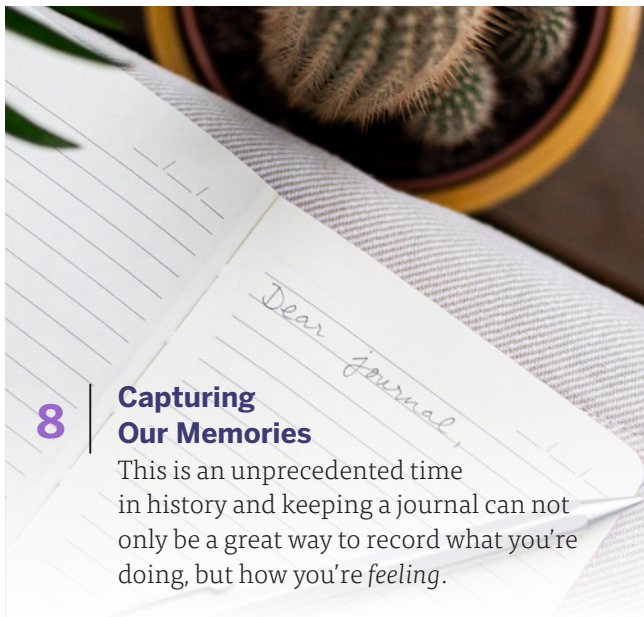 Dear journal,
8
Capturing
Our Memories
This is an unprecedented time
in history and keeping a journal can not
only be a great way to record what you’re
doing, but how you’re feeling.